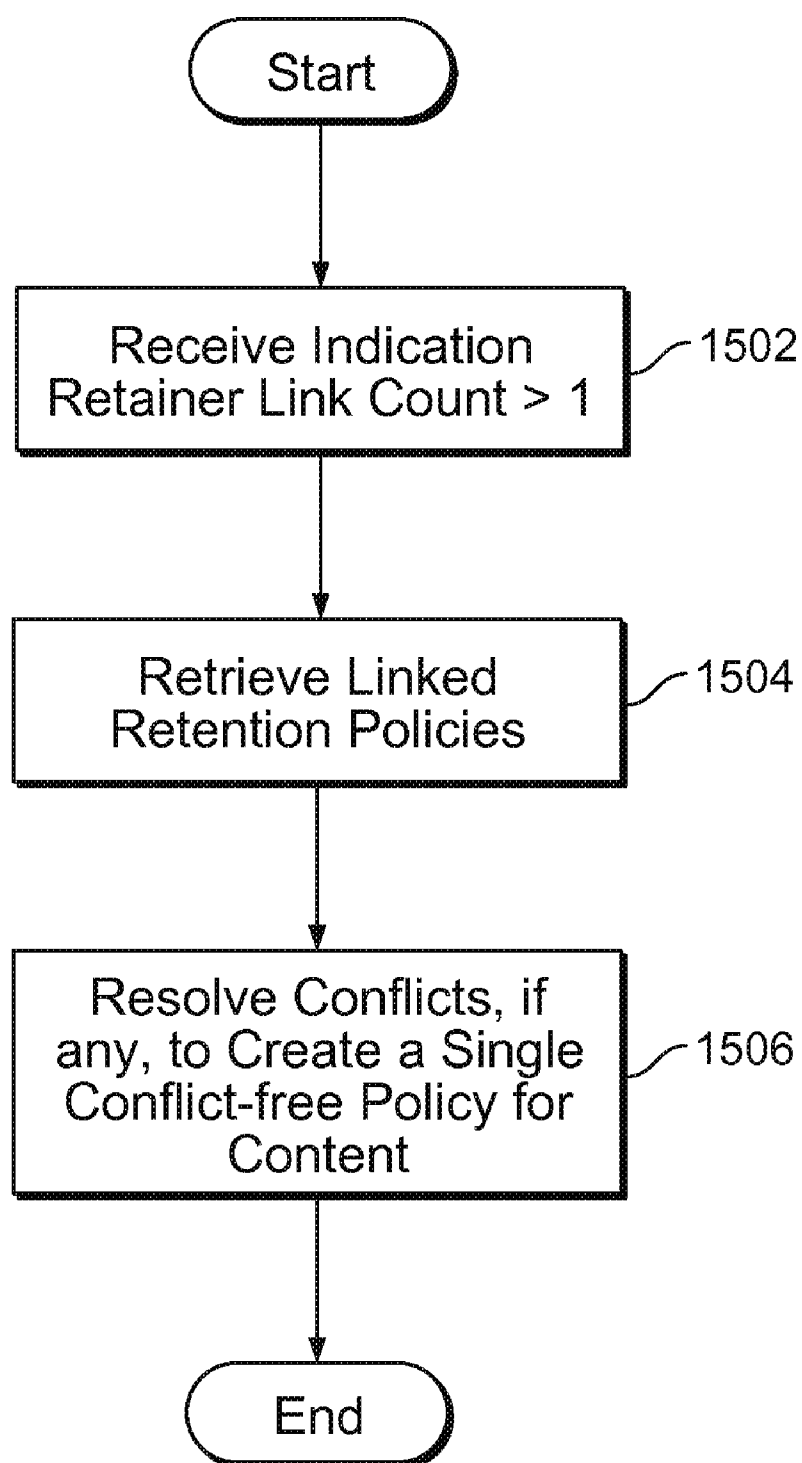 Start
Receive Indication
Retainer Link Count > 1
1502
Retrieve Linked
Retention Policies
1504
Resolve Conflicts, if
any, to Create a Single
Conflict-free Policy for
Content
1506
End